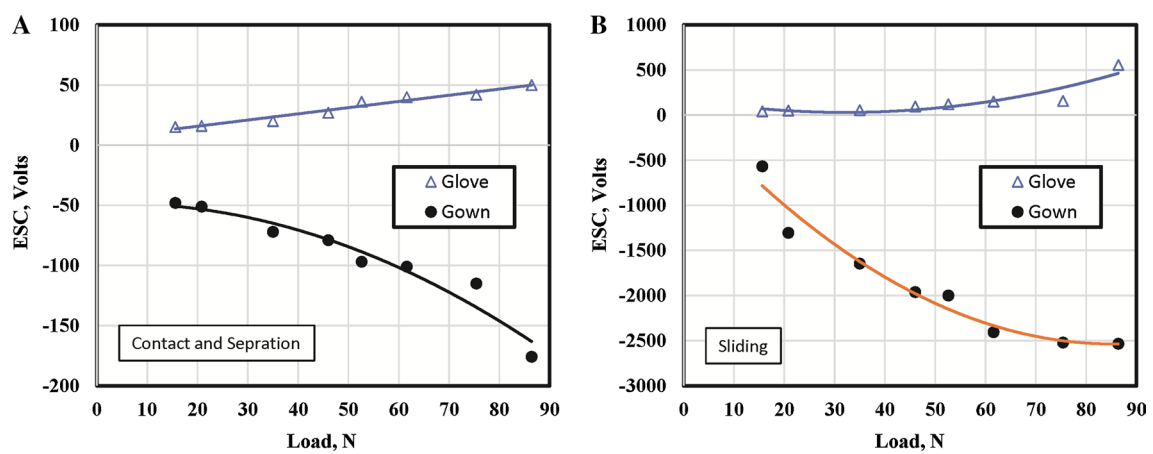 A
100
50
0
-50
-100
-150
-200
ESC, Volts
Glove
Gown
Contact and Sepration
0 10 20 30 40 50 60 70 80 90
Load, N
B
1000
500
0
-500
-1000
-1500
-2000
-2500
-3000
ESC, Volts
Glove
Gown
Sliding
0 10 20 30 40 50 60 70 80 90
Load, N